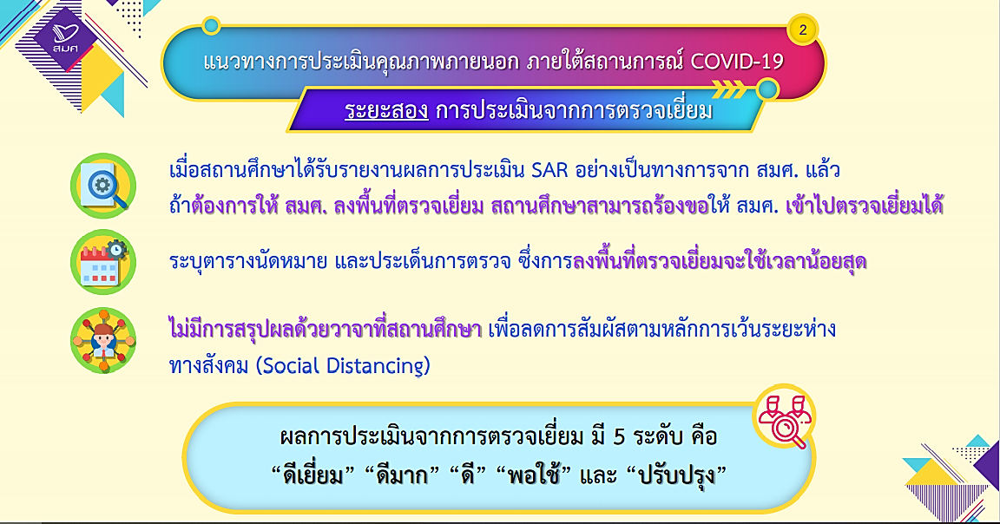 สมศ
2
แนวทางการประเมินคุณภาพภายนอก ภายใต้สถานการณ์ COVID-19
ระยะสอง การประเมินจากการตรวจเยี่ยม
เมื่อสถานศึกษาได้รับรายงานผลการประเมิน SAR อย่างเป็นทางการจาก สมศ. แล้ว
ถ้าต้องการให้ สมศ. ลงพื้นที่ตรวจเยี่ยม สถานศึกษาสามารถร้องขอให้ สมศ. เข้าไปตรวจเยี่ยมได้
ระบุตารางนัดหมาย และประเด็นการตรวจ ซึ่งการลงพื้นที่ตรวจเยี่ยมจะใช้เวลาน้อยสุด
ไม่มีการสรุปผลด้วยวาจาที่สถานศึกษา เพื่อลดการสัมผัสตามหลักการเว้นระยะห่าง
ทางสังคม (Social Distancing)
ผลการประเมินจากการตรวจเยี่ยม มี 5 ระดับ คือ
“ดีเยี่ยม” “ดีมาก” “ดี” “พอใช้” และ “ปรับปรุง”